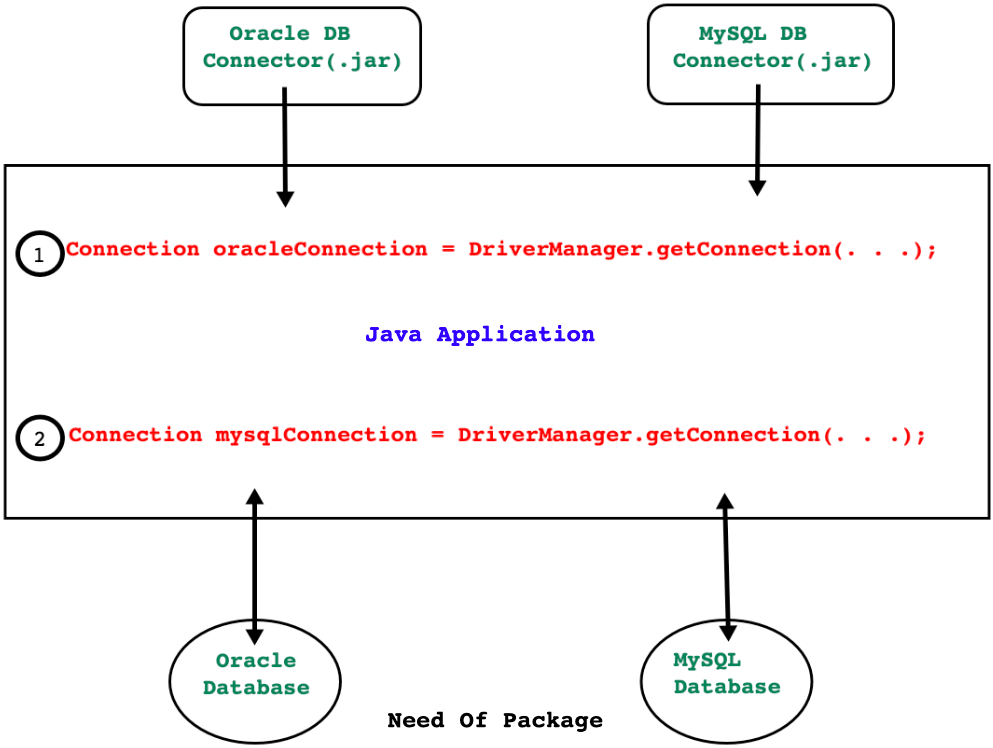 Oracle DB
Connector(.jar)
MySQL DB
Connector(.jar)
1
Connection oracleConnection = DriverManager.getConnection(. . .);
Java Application
2
Connection mysqlConnection = DriverManager.getConnection(. . .);
Oracle
Database
MySQL
Database
Need Of Package